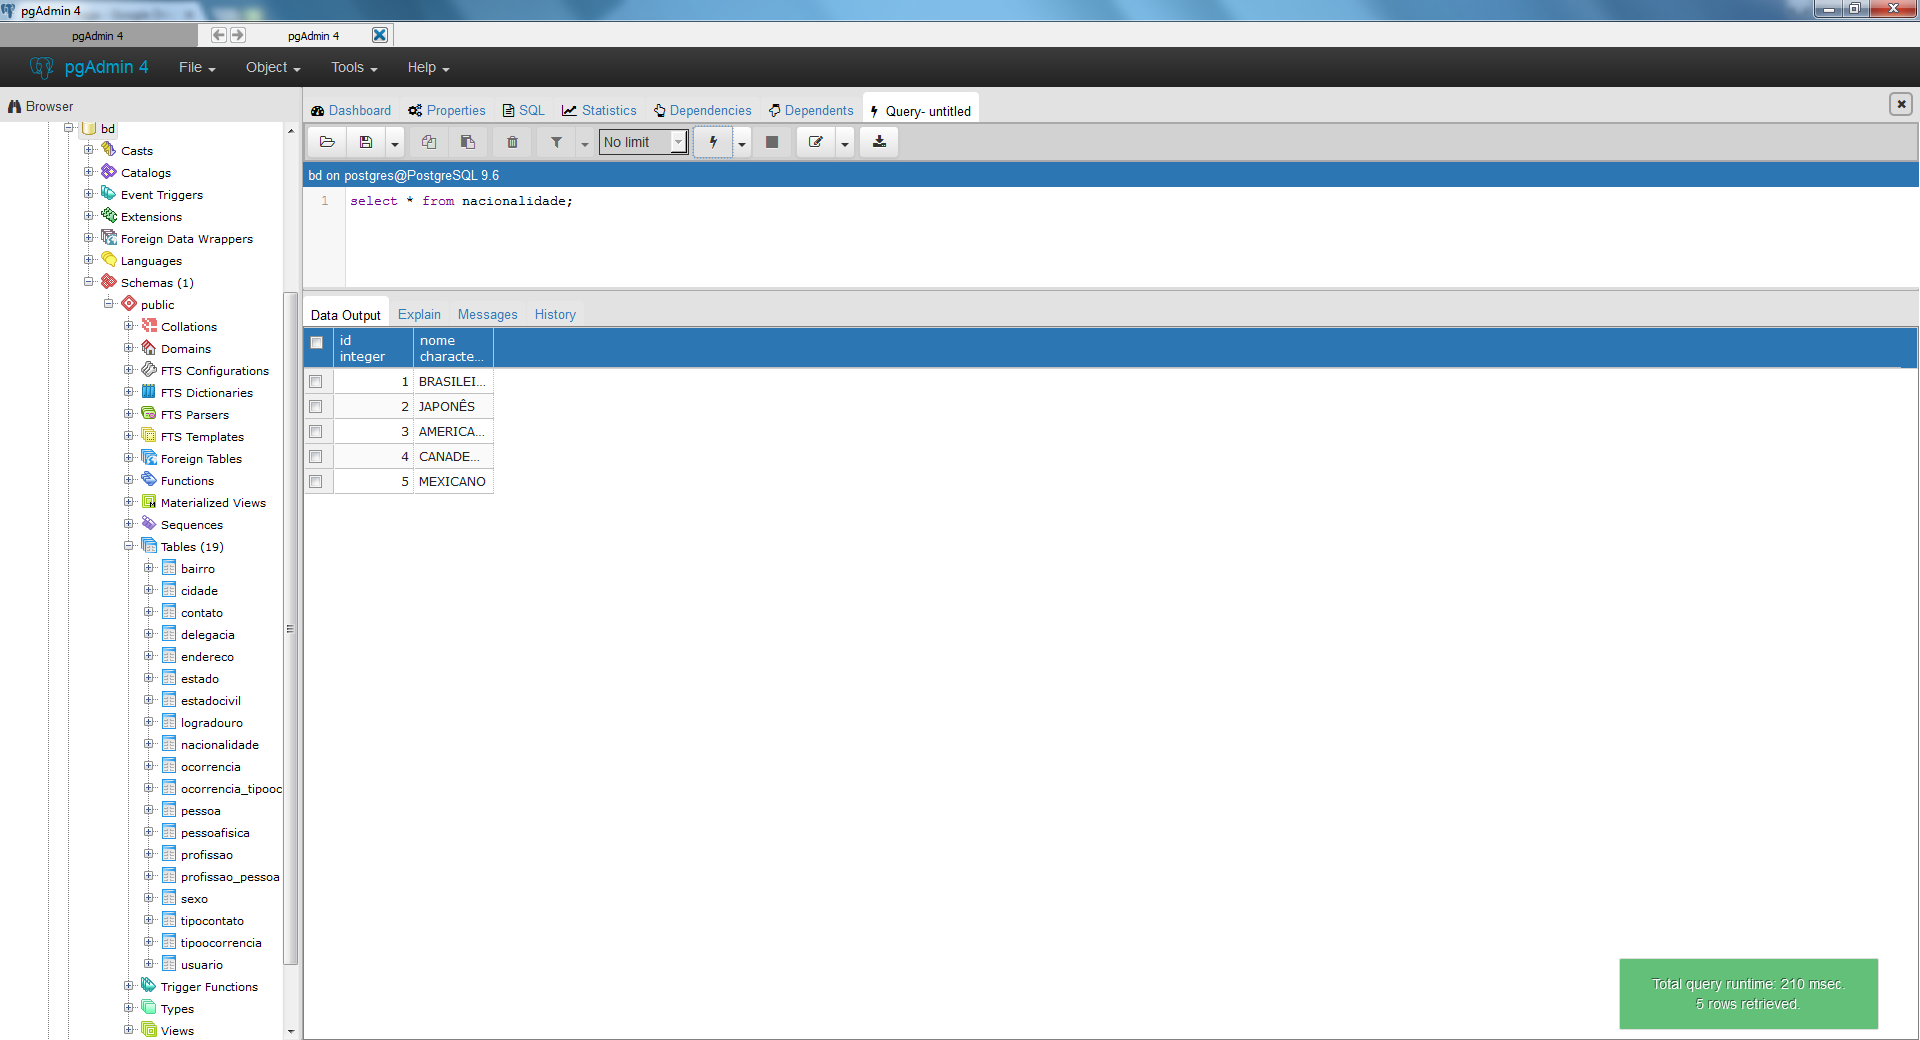 pgAdmin 4
pgAdmin 4
pgAdmin 4
pgAdmin 4
File
Object
Tools
Help
Browser
bd
Casts
Catalogs
Event Triggers
Extensions
Foreign Data Wrappers
Languages
Schemas (1)
public
Collations
Domains
FTS Configurations
FTS Dictionaries
FTS Parsers
FTS Templates
Foreign Tables
Functions
Materialized Views
Sequences
Tables (19)
bairro
cidade
contato
delegacia
endereco
estado
estadocivil
logradouro
nacionalidade
ocorrencia
ocorrencia_tipooc
pessoa
pessoafisica
profissao
profissao_pessoa
sexo
tipocontato
tipoocorrencia
usuario
Trigger Functions
Types
Views
Dashboard
Properties
SQL
Statistics
Dependencies
Dependents
Query- untitled
No limit
bd on postgres@PostgreSQL 9.6
1 select * from nacionalidade;
Data Output
Explain
Messages
History
id nome
integer characte...
1 BRASILEI...
2 JAPONÊS
3 AMERICA...
4 CANADE...
5 MEXICANO
Total query runtime: 210 msec.
5 rows retrieved.